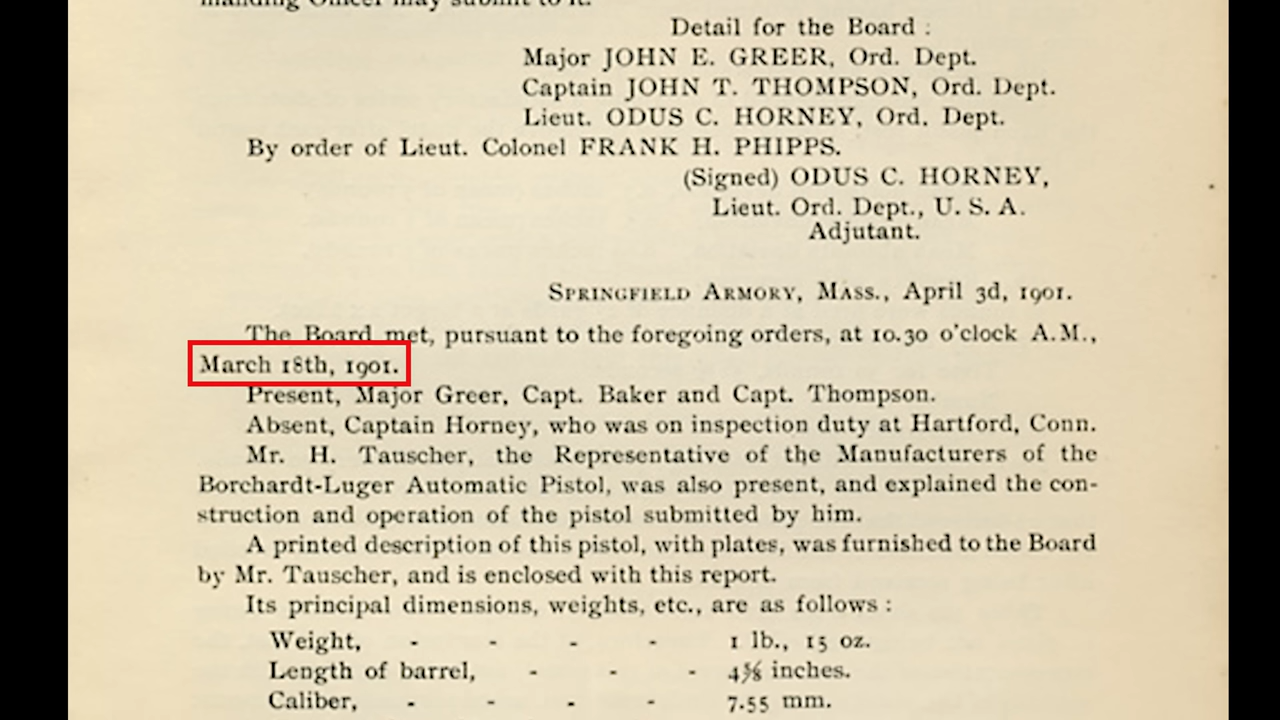 manding Officer may submit to it.
Detail for the Board :
Major JOHN E. GREER, Ord. Dept.
Captain JOHN T. THOMPSON, Ord. Dept.
Lieut. ODUS C. HORNEY, Ord. Dept.
By order of Lieut. Colonel FRANK H. PHIPPS.
(Signed) ODUS C. HORNEY,
Lieut. Ord. Dept., U. S. A.
Adjutant.
SPRINGFIELD ARMORY, MASS., April 3d, 1901.
The Board met, pursuant to the foregoing orders, at 10.30 o'clock A.M.,
March 18th, 1901.
Present, Major Greer, Capt. Baker and Capt. Thompson.
Absent, Captain Horney, who was on inspection duty at Hartford, Conn.
Mr. H. Tauscher, the Representative of the Manufacturers of the
Borchardt-Luger Automatic Pistol, was also present, and explained the con-
struction and operation of the pistol submitted by him.
A printed description of this pistol, with plates, was furnished to the Board
by Mr. Tauscher, and is enclosed with this report.
Its principal dimensions, weights, etc., are as follows :
Weight, - - - - 1 lb., 15 oz.
Length of barrel, - - - 4⅝ inches.
Caliber, - - - - 7.55 mm.